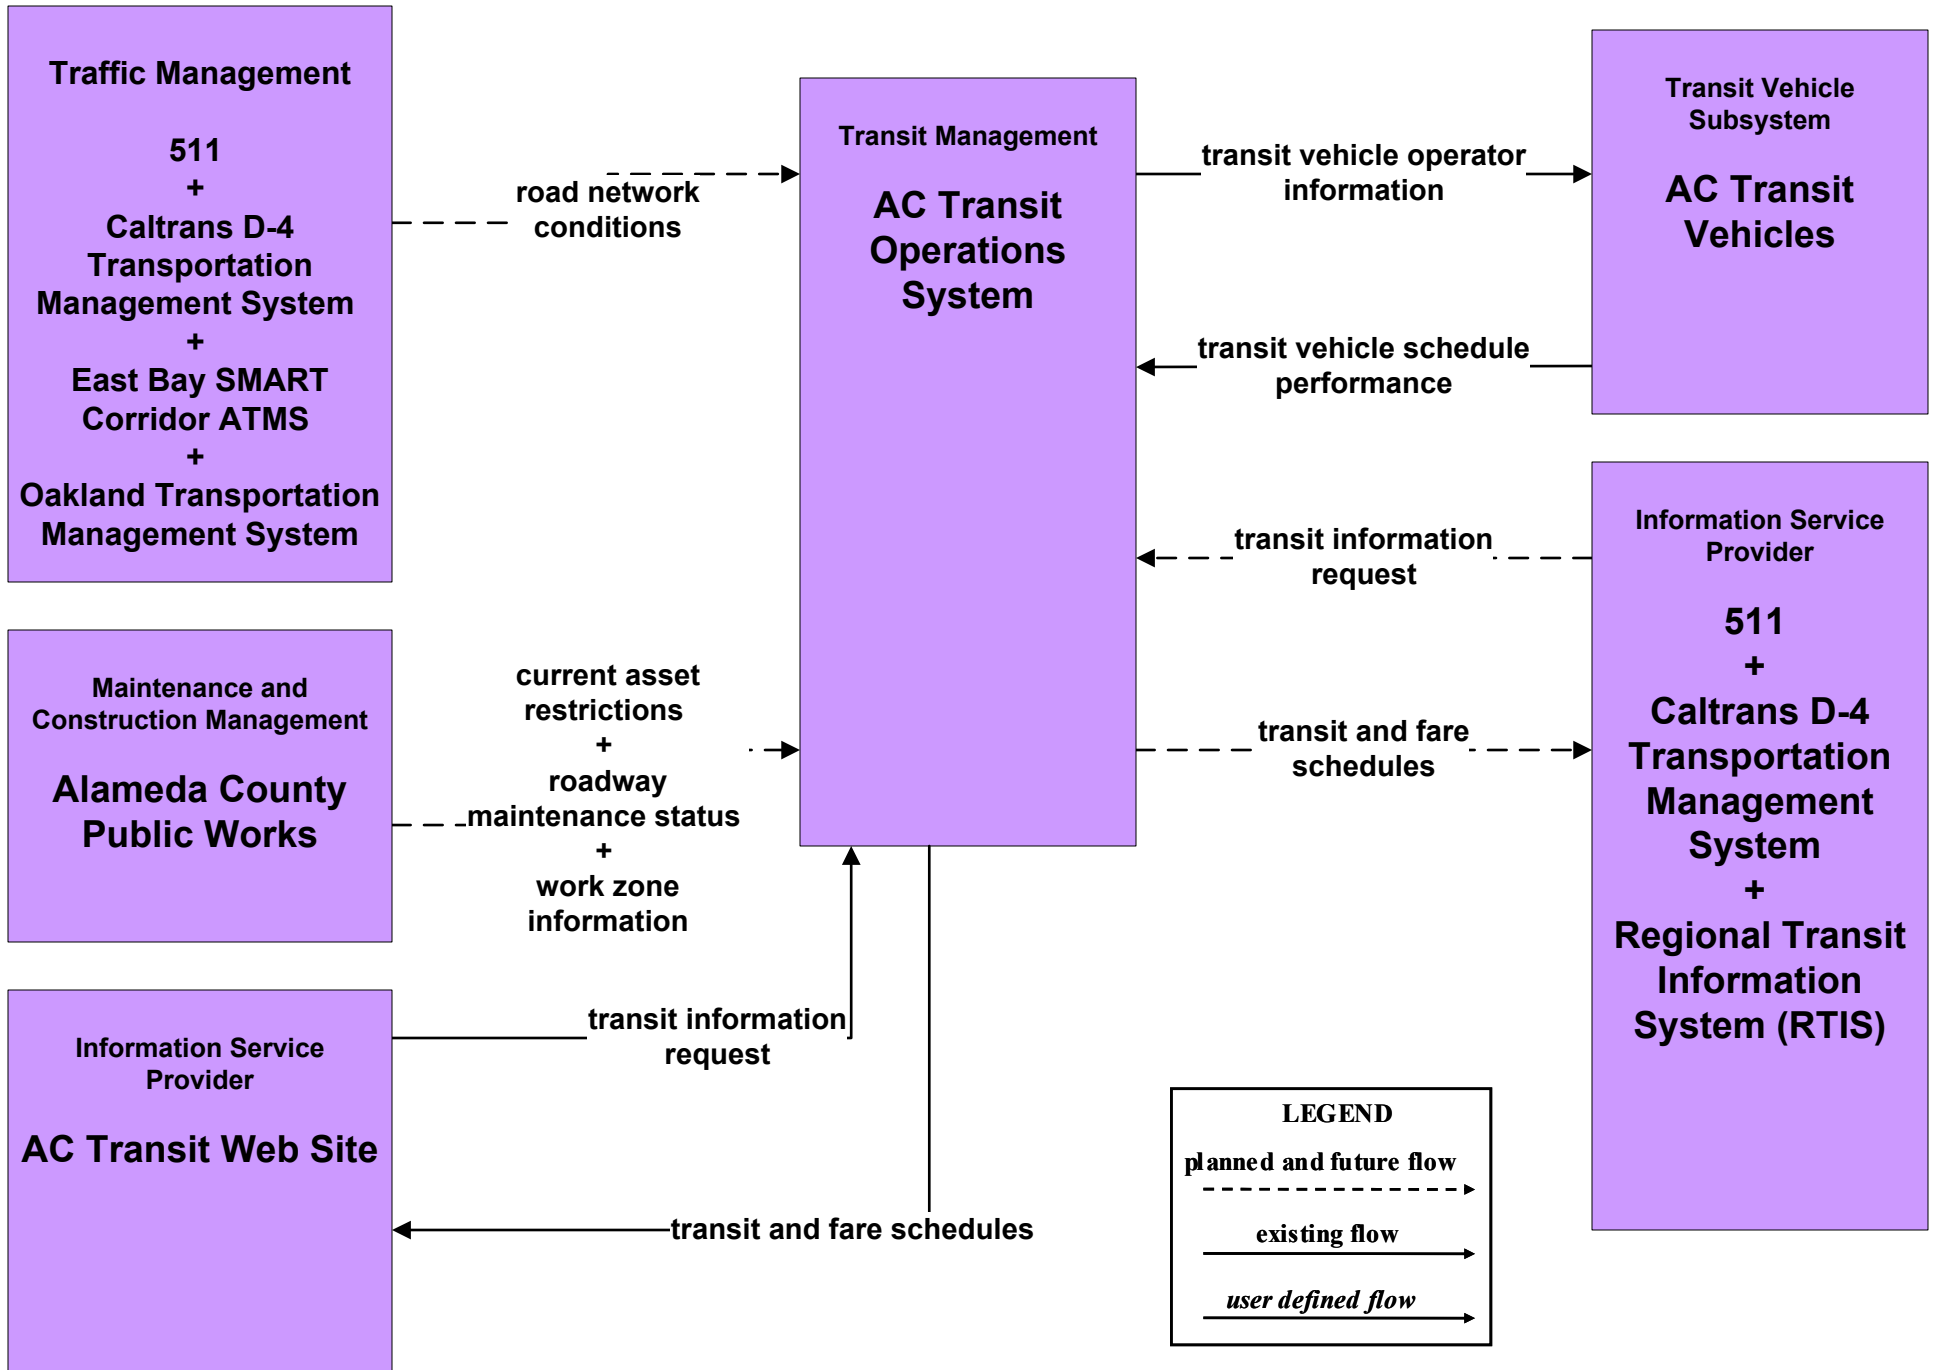 Traffic Management
511
+
Caltrans D-4
Transportation
Management System
+
East Bay SMART
Corridor ATMS
+
Oakland Transportation
Management System
road network
conditions
Transit Management
AC Transit
Operations
System
transit vehicle operator
information
Transit Vehicle
Subsystem
AC Transit
Vehicles
transit vehicle schedule
performance
transit information
request
transit and fare
schedules
Information Service
Provider
511
+
Caltrans D-4
Transportation
Management
System
+
Regional Transit
Information
System (RTIS)
Maintenance and
Construction Management
Alameda County
Public Works
current asset
restrictions
+
roadway
maintenance status
+
work zone
information
Information Service
Provider
AC Transit Web Site
transit information
request
transit and fare schedules
LEGEND
planned and future flow
existing flow
user defined flow